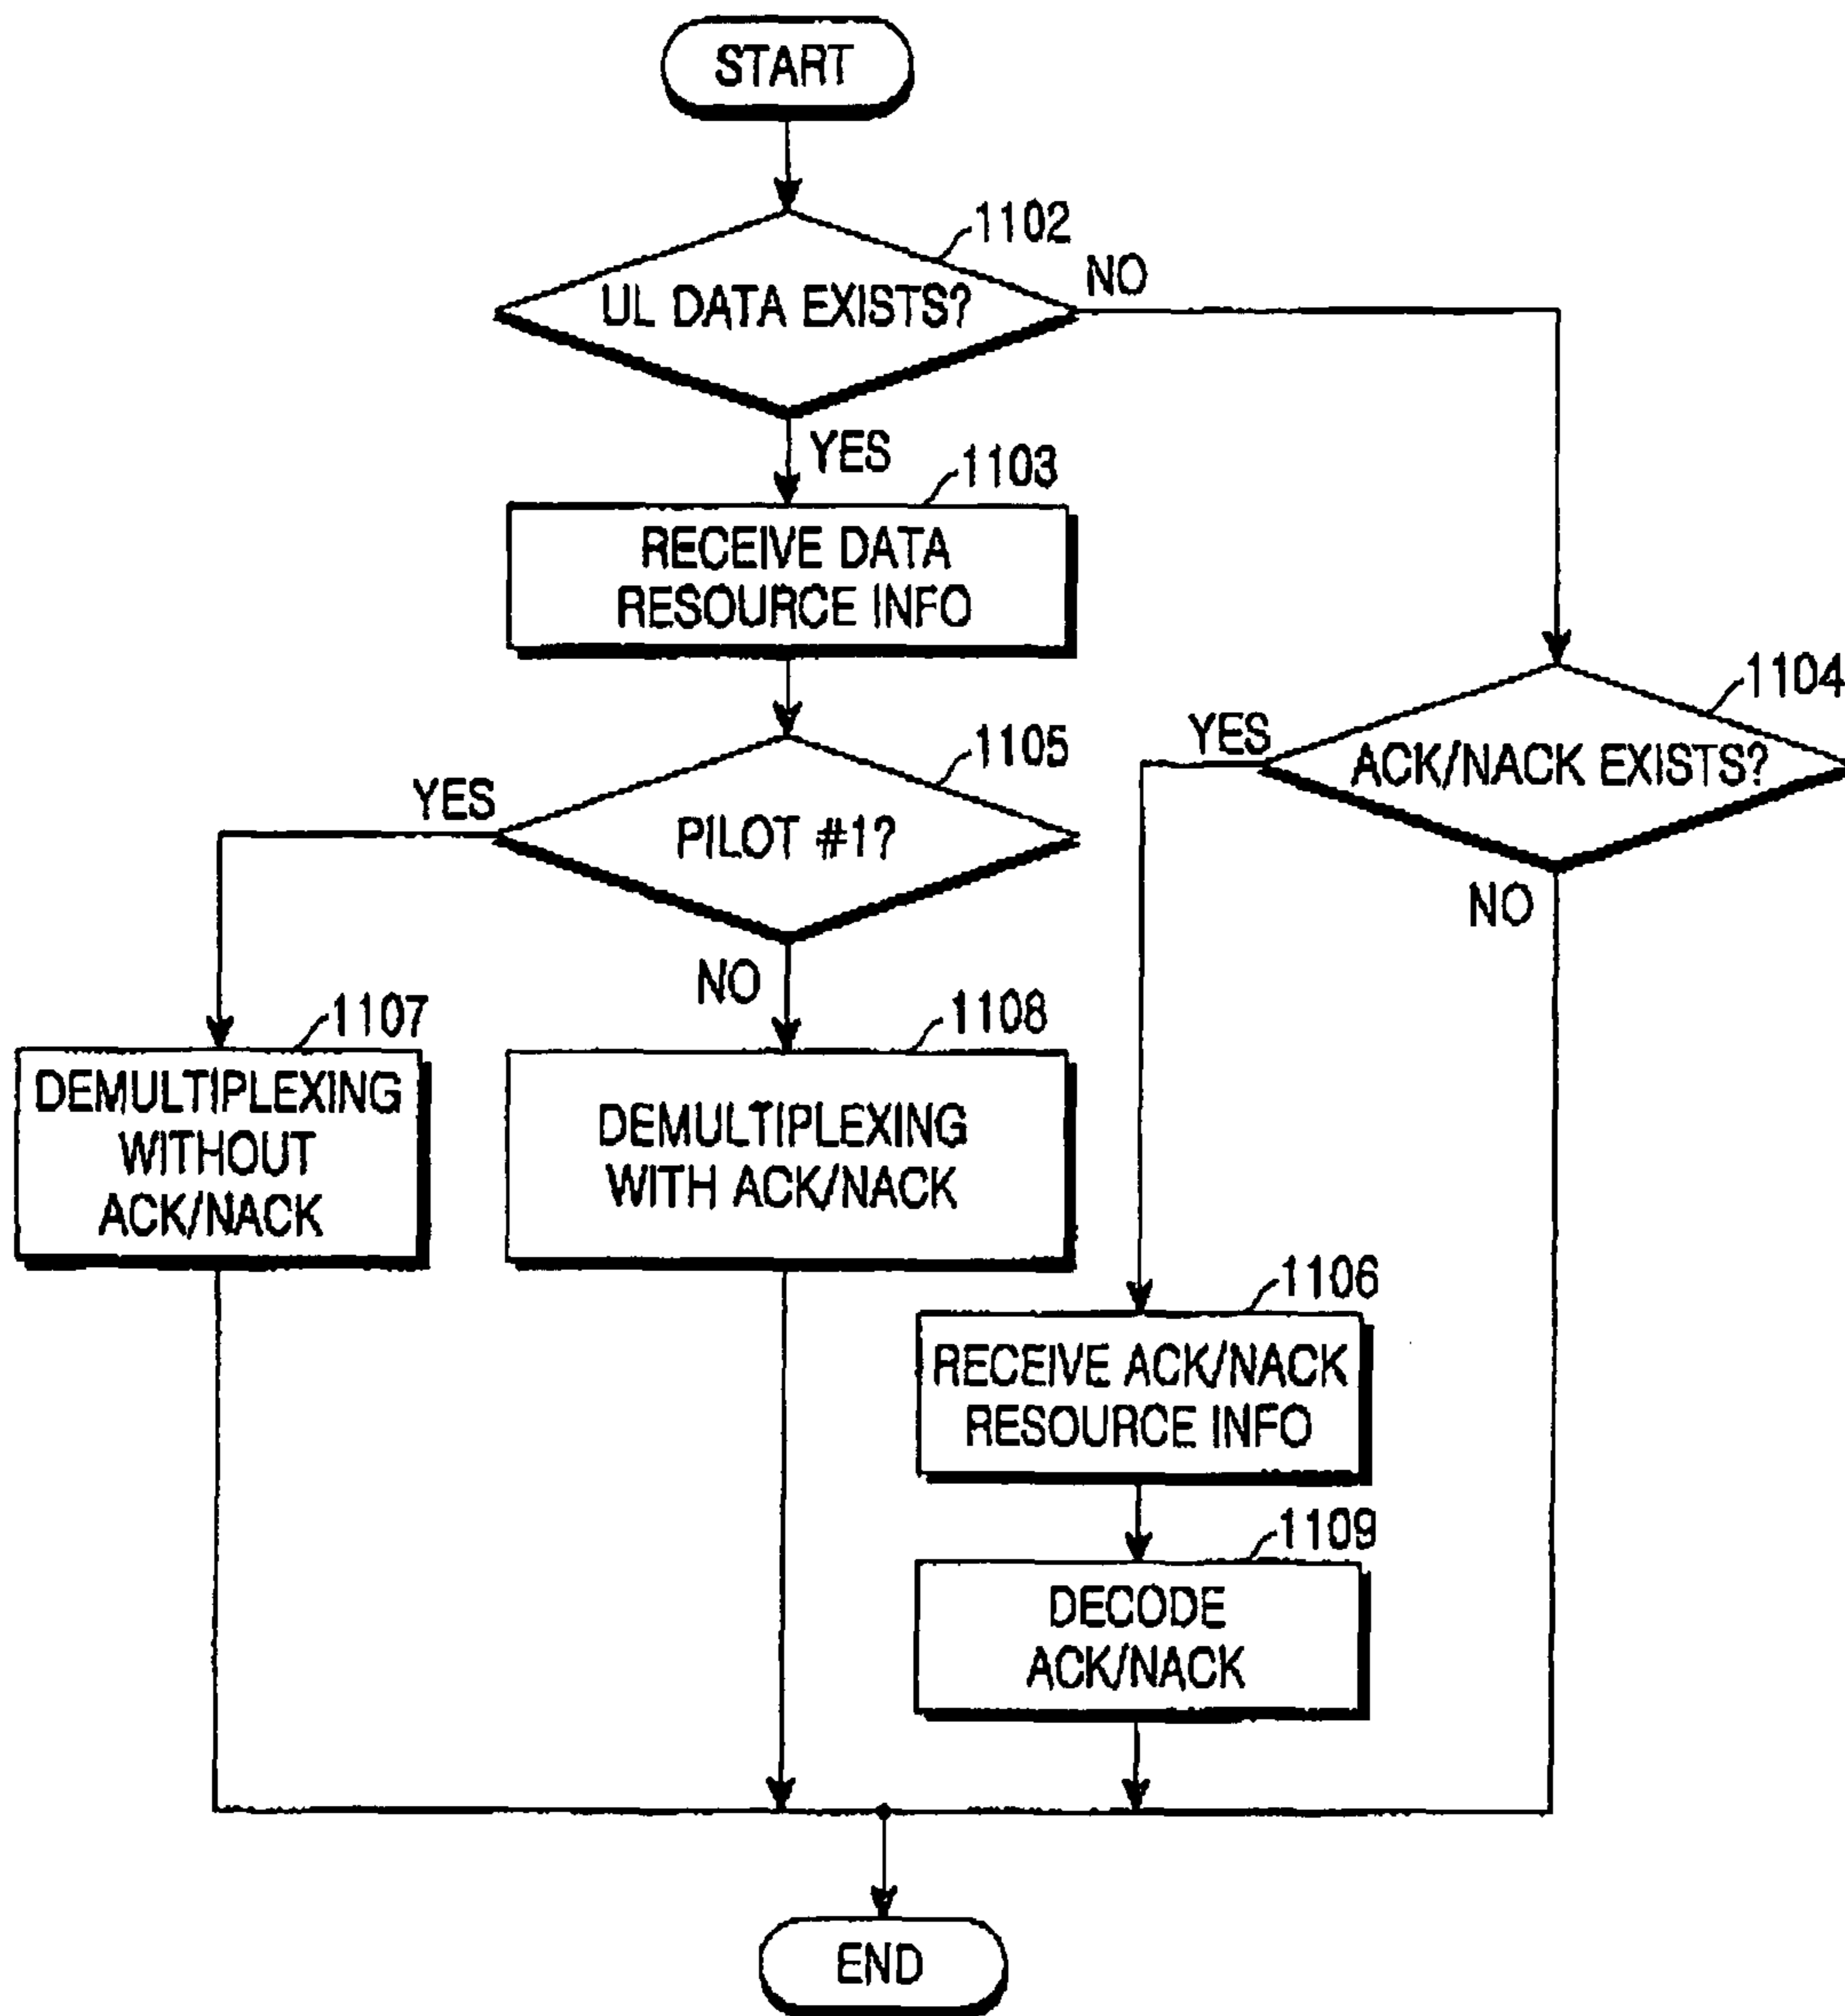 START
1102
UL DATA EXISTS?
NO
YES
1103
RECEIVE DATA
RESOURCE INFO
1104
YES
ACK/NACK EXISTS?
NO
1105
YES
PILOT #1?
NO
1107
DEMULTIPLEXING
WITHOUT
ACK/NACK
1108
DEMULTIPLEXING
WITH ACK/NACK
1106
RECEIVE ACK/NACK
RESOURCE INFO
1109
DECODE
ACK/NACK
END